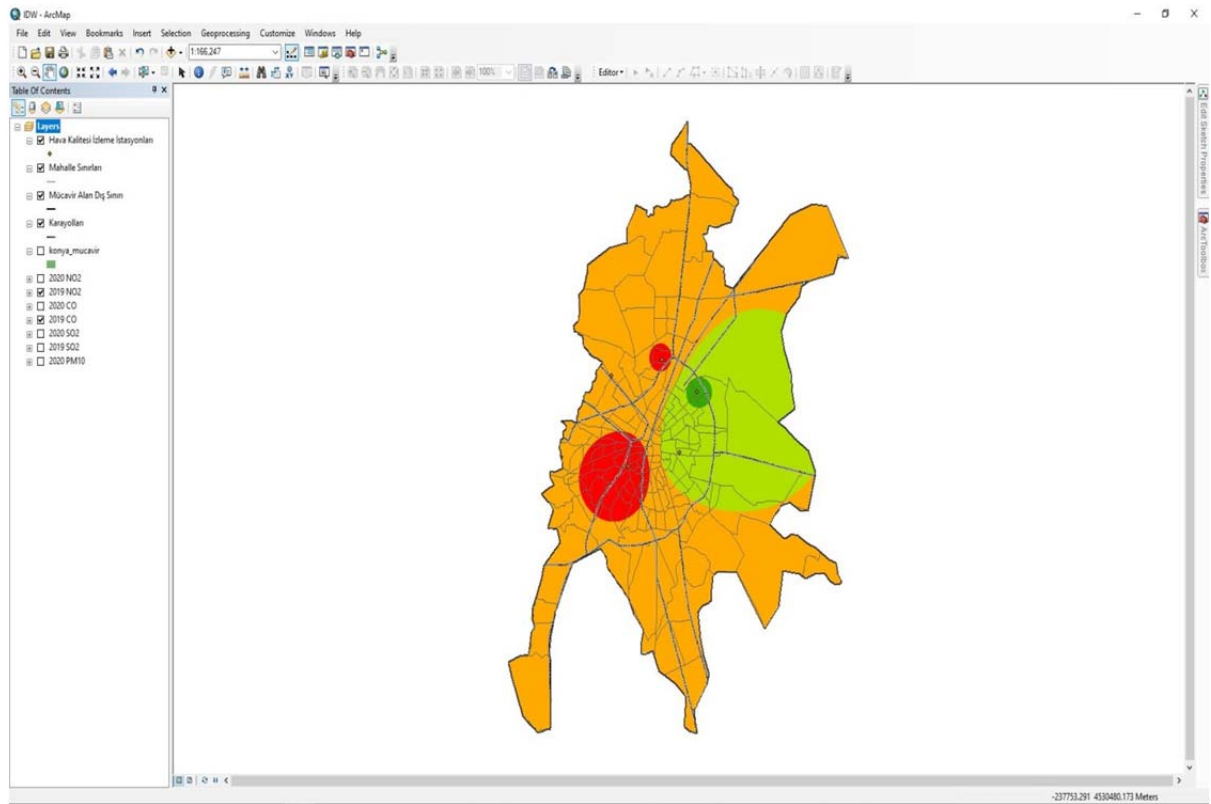 IDW - ArcMap
File Edit View Bookmarks Insert Selection Geoprocessing Customize Windows Help
1:166,247
100%
Editor
Table Of Contents
Layers
Hava Kalitesi İzleme İstasyonları
Mahalle Sınırları
Mücavir Alan Dış Sınırı
Karayolları
konya_mucavir
2020 NO2
2019 NO2
2020 CO
2019 CO
2020 SO2
2019 SO2
2020 PM10
Edit Sketch Properties
ArcToolbox
-237753.291 4530480.173 Meters